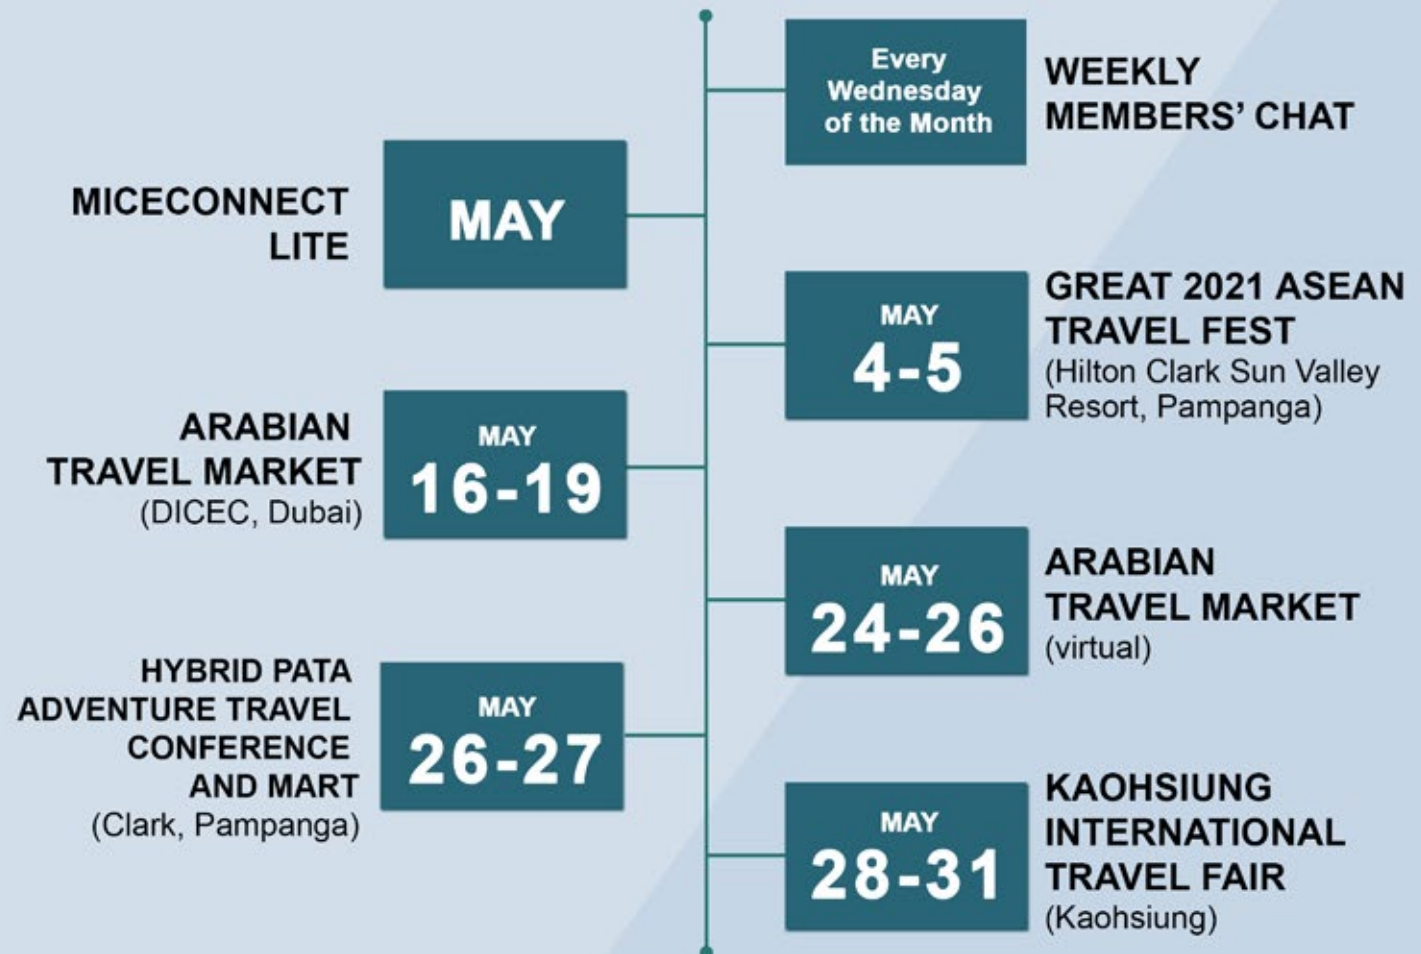 Every
Wednesday
of the Month
WEEKLY
MEMBERS’ CHAT
MICECONNECT
LITE
MAY
MAY
4-5
GREAT 2021 ASEAN
TRAVEL FEST
(Hilton Clark Sun Valley
Resort, Pampanga)
ARABIAN
TRAVEL MARKET
(DICEC, Dubai)
MAY
16-19
MAY
24-26
ARABIAN
TRAVEL MARKET
(virtual)
HYBRID PATA
ADVENTURE TRAVEL
CONFERENCE
AND MART
(Clark, Pampanga)
MAY
26-27
MAY
28-31
KAOHSIUNG
INTERNATIONAL
TRAVEL FAIR
(Kaohsiung)